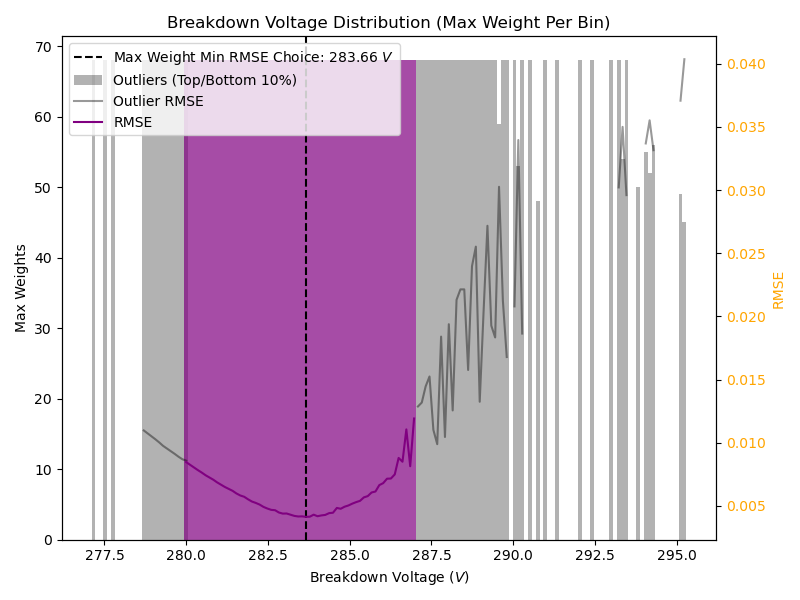 Breakdown Voltage Distribution (Max Weight Per Bin)
Max Weight Min RMSE Choice: 283.66 V
Outliers (Top/Bottom 10%)
Outlier RMSE
RMSE
Max Weights
70
60
50
40
30
20
10
0
0.040
0.035
0.030
0.025
0.020
0.015
0.010
0.005
RMSE
277.5 280.0 282.5 285.0 287.5 290.0 292.5 295.0
Breakdown Voltage (V)